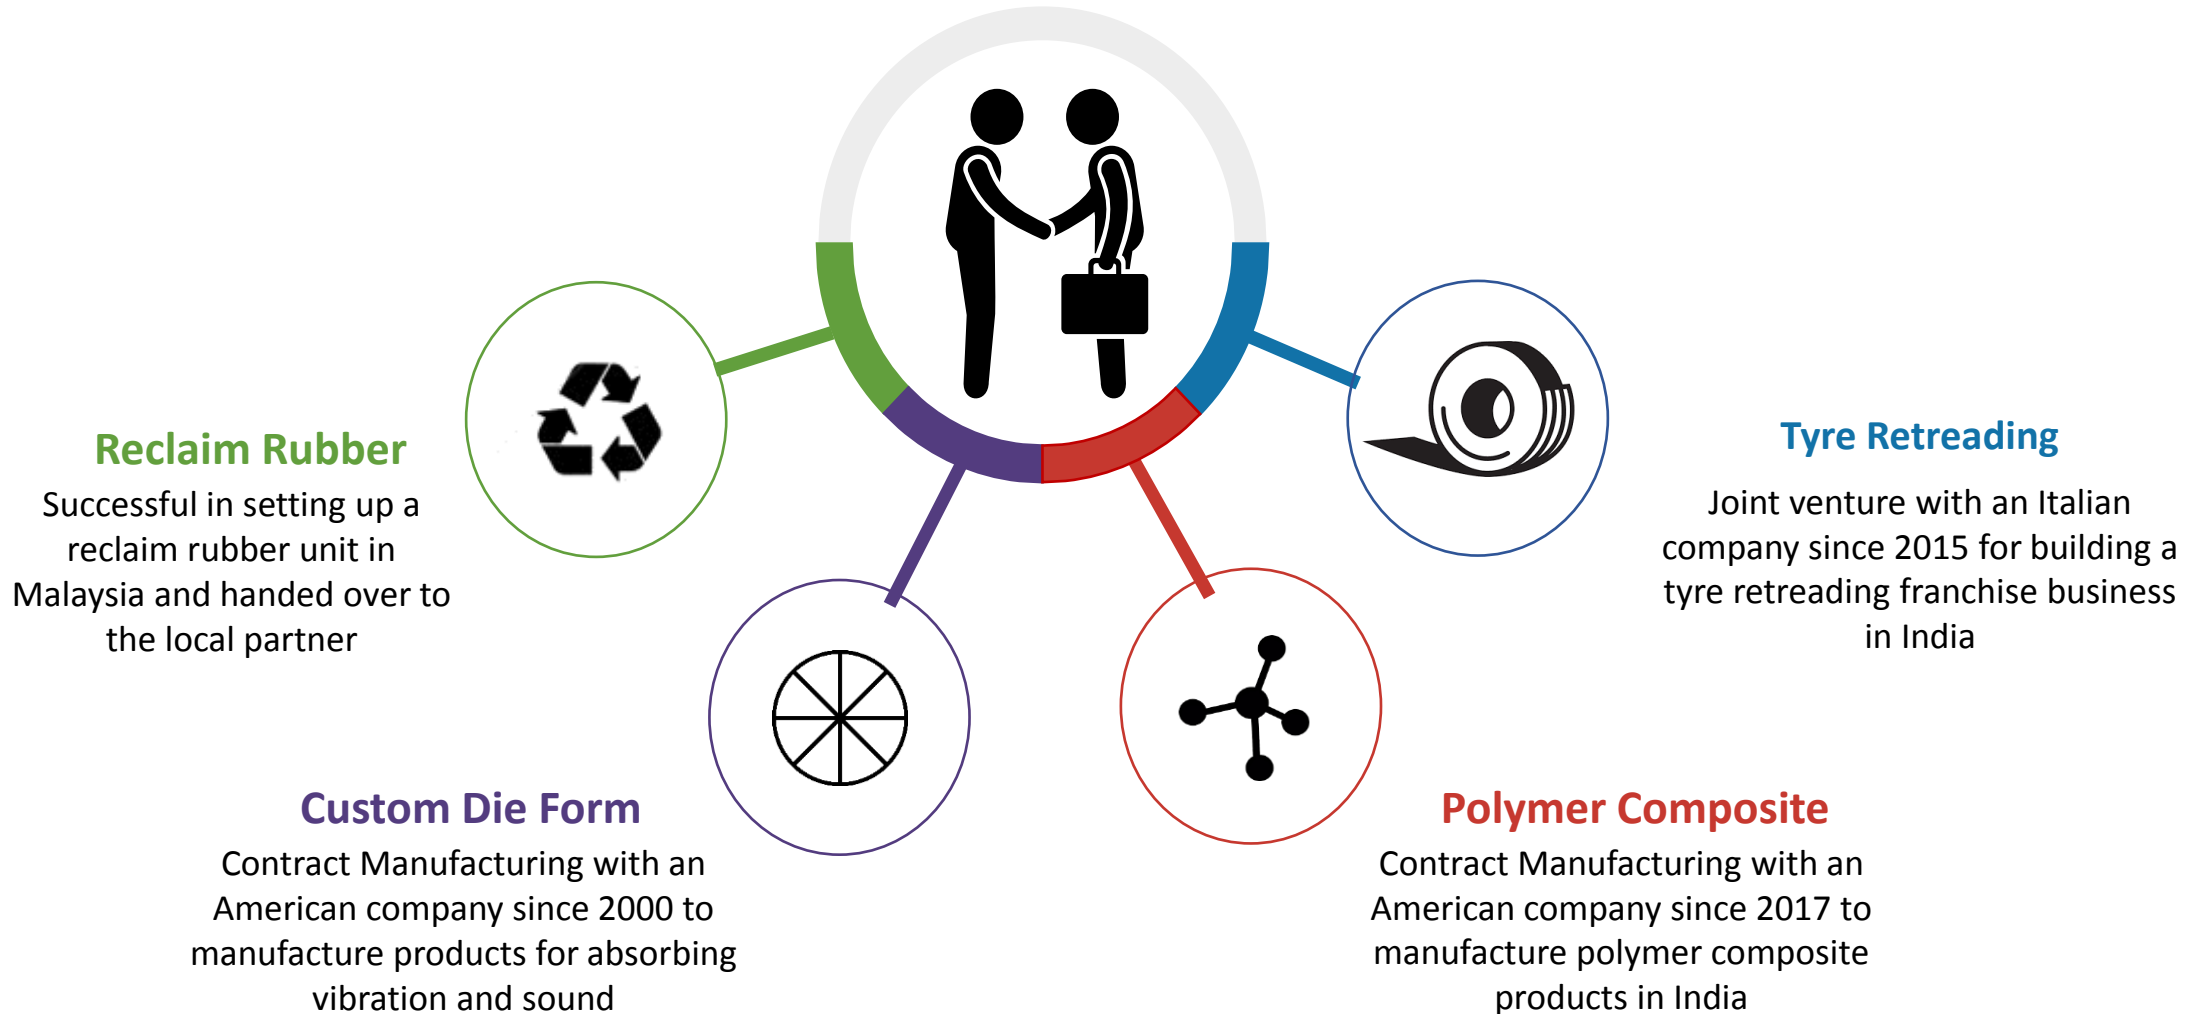 Reclaim Rubber
Successful in setting up a
reclaim rubber unit in
Malaysia and handed over to
the local partner
Custom Die Form
Contract Manufacturing with an
American company since 2000 to
manufacture products for absorbing
vibration and sound
Polymer Composite
Contract Manufacturing with an
American company since 2017 to
manufacture polymer composite
products in India
Tyre Retreading
Joint venture with an Italian
company since 2015 for building a
tyre retreading franchise business
in India